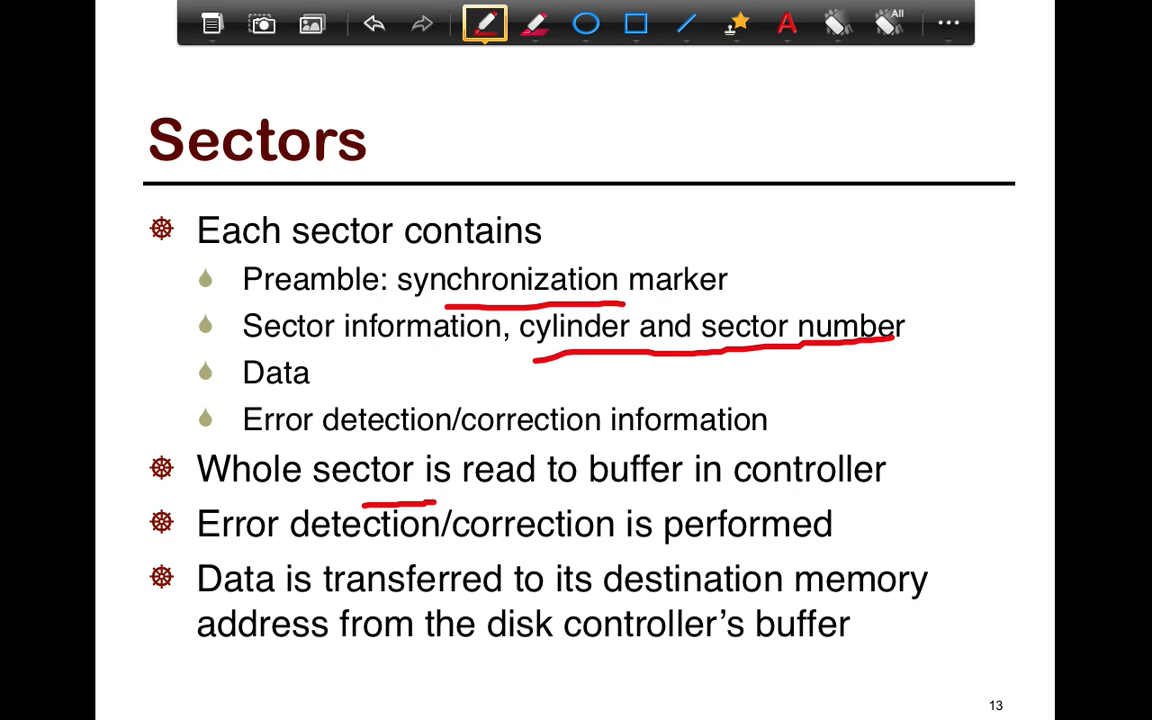 A
All
Sectors
Each sector contains
Preamble: synchronization marker
Sector information, cylinder and sector number
Data
Error detection/correction information
Whole sector is read to buffer in controller
Error detection/correction is performed
Data is transferred to its destination memory
address from the disk controller’s buffer
13